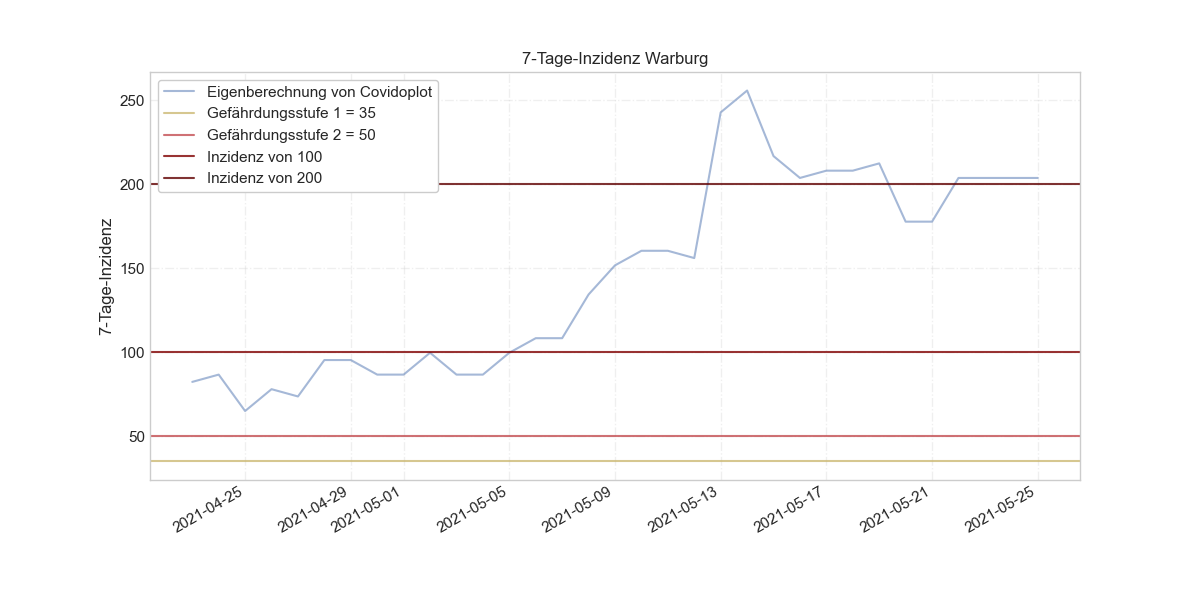 7-Tage-Inzidenz Warburg
Eigenberechnung von Covidoplot
Gefährdungsstufe 1 = 35
Gefährdungsstufe 2 = 50
Inzidenz von 100
Inzidenz von 200
7-Tage-Inzidenz
250
200
150
100
50
2021-04-25
2021-04-29
2021-05-01
2021-05-05
2021-05-09
2021-05-13
2021-05-17
2021-05-21
2021-05-25